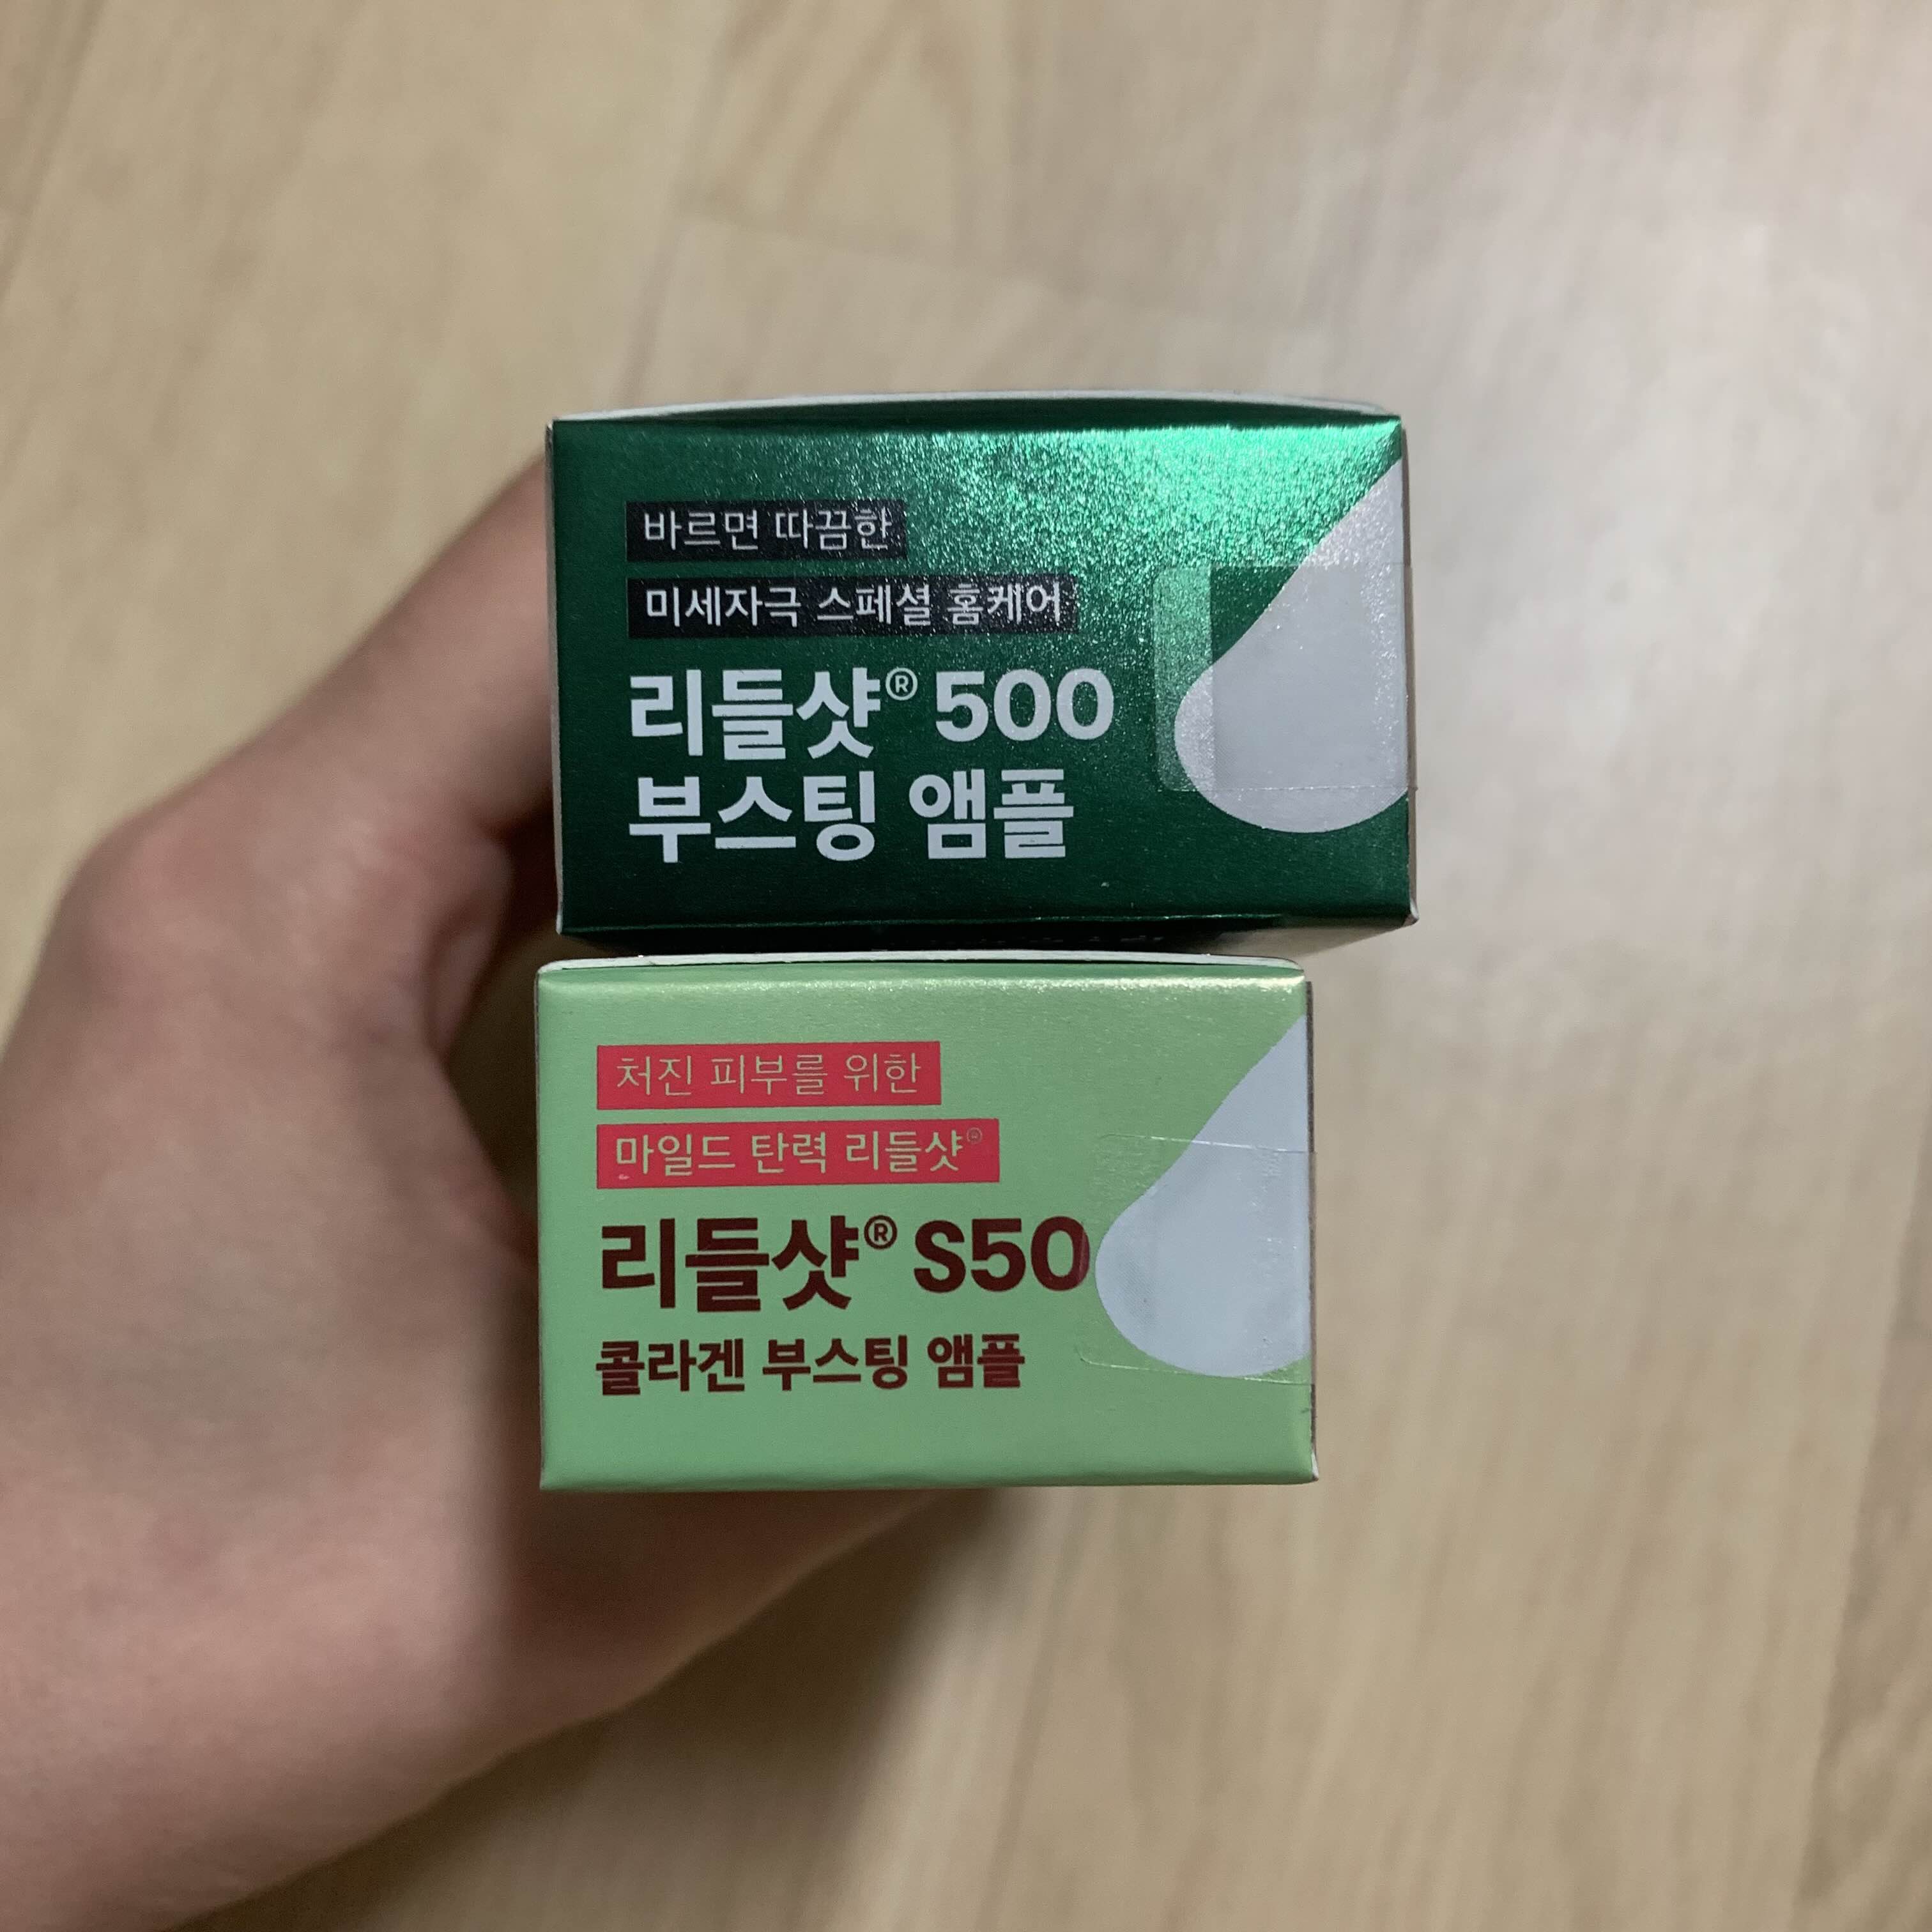 바르면 따끔한
미세자극 스페셜 홈케어
리들샷® 500
부스팅 앰플
처진 피부를 위한
마일드 탄력 리들샷®
리들샷® S50
콜라겐 부스팅 앰플